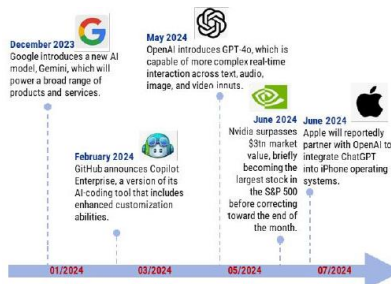 December 2023
Google introduces a new AI
model, Gemini, which will
power a broad range of
products and services.
February 2024
GitHub announces Copilot
Enterprise, a version of its
AI-coding tool that includes
enhanced customization
abilities.
May 2024
OpenAI introduces GPT-4o, which is
capable of more complex real-time
interaction across text, audio,
image, and video inputs.
June 2024
Nvidia surpasses
$3tn market
value, briefly
becoming the
largest stock in
the S&P 500
before correcting
toward the end of
the month.
June 2024
Apple will reportedly
partner with OpenAI to
integrate ChatGPT
into iPhone operating
systems.
01/2024
03/2024
05/2024
07/2024